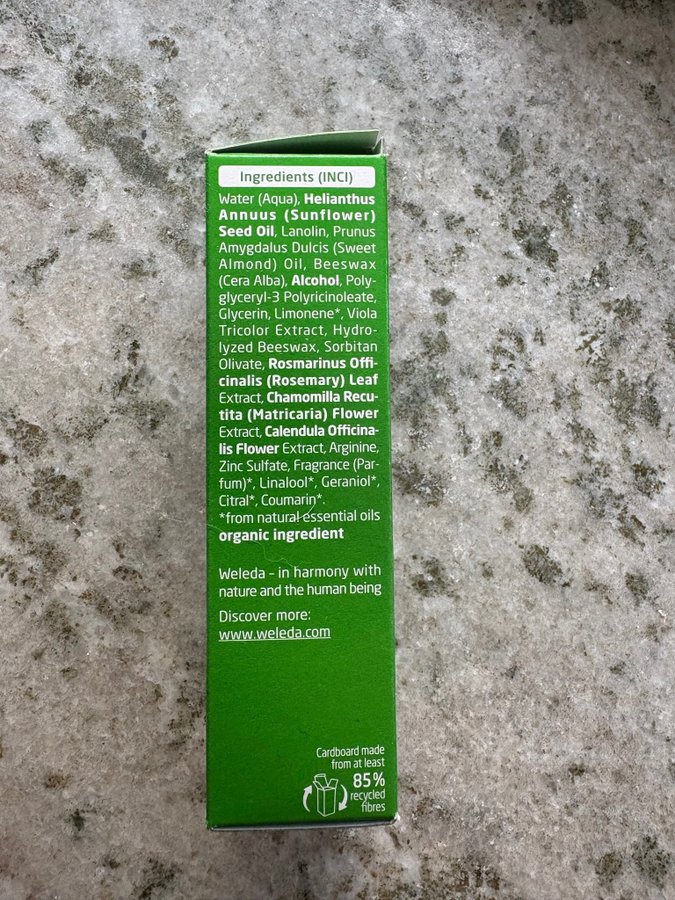 Ingredients (INCI)
Water (Aqua), Helianthus
Annuus (Sunflower)
Seed Oil, Lanolin, Prunus
Amygdalus Dulcis (Sweet
Almond) Oil, Beeswax
(Cera Alba), Alcohol, Poly-
glyceryl-3 Polyricinoleate,
Glycerin, Limonene*, Viola
Tricolor Extract, Hydro-
lyzed Beeswax, Sorbitan
Olivate, Rosmarinus Offi-
cinalis (Rosemary) Leaf
Extract, Chamomilla Recu-
tita (Matricaria) Flower
Extract, Calendula Officina-
lis Flower Extract, Arginine,
Zinc Sulfate, Fragrance (Par-
fum)*, Linalool*, Geraniol*,
Citral*, Coumarin*.
*from natural essential oils
organic ingredient
Weleda – in harmony with
nature and the human being
Discover more:
www.weleda.com
Cardboard made
from at least
85%
recycled
fibres